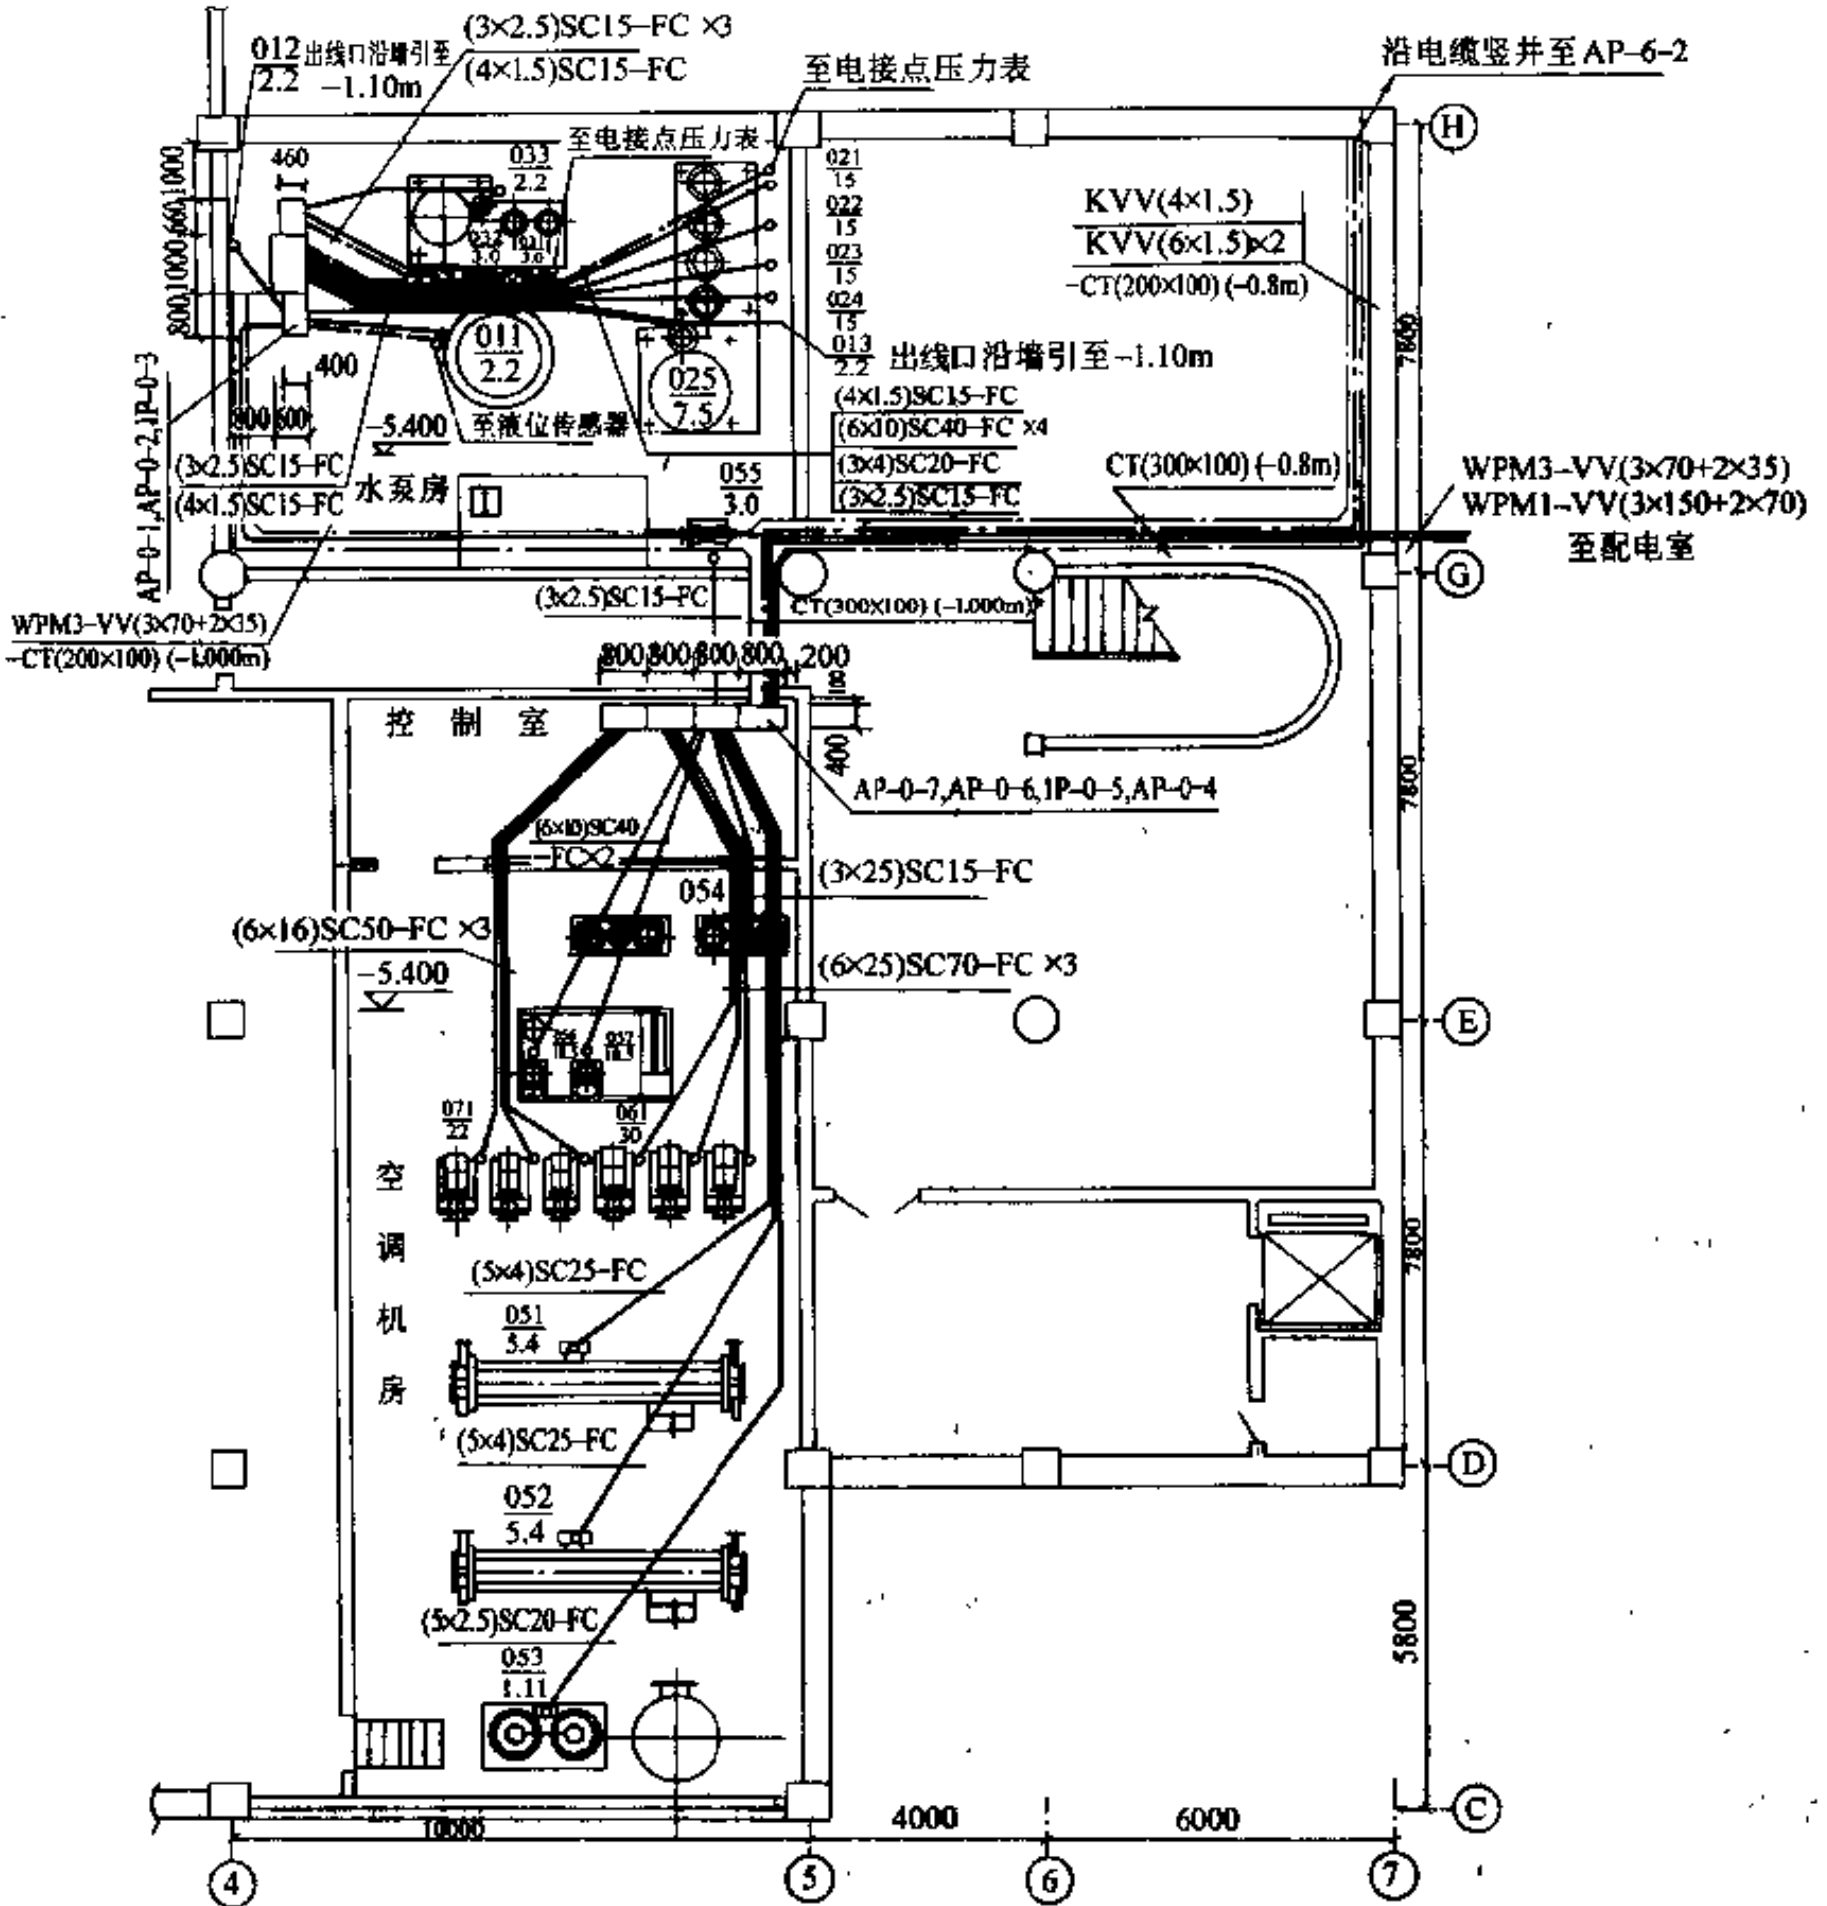 (3×2.5)SC15-FC ×3
(4×1.5)SC15-FC
012
2.2
出线口沿墙引至
-1.10m
至电接点压力表
沿电缆竖井至AP-6-2
H
至电接点压力表
460
033
2.2
1000
660
1000
800
021
15
022
15
023
15
024
15
013
2.2
出线口沿墙引至-1.10m
KVV(4×1.5)
KVV(6×1.5)×2
-CT(200×100)(-0.8m)
7800
011
2.2
025
7.5
400
800
600
AP-0-1,AP-0-2,1P-0-3
-5.400
至液位传感器
(4×1.5)SC15-FC
(6×10)SC40-FC ×4
(3×4)SC20-FC
(3×2.5)SC15-FC
(3×2.5)SC15-FC
(4×1.5)SC15-FC
水泵房
055
3.0
CT(300×100)(-0.8m)
WPM3-VV(3×70+2×35)
WPM1-VV(3×150+2×70)
至配电室
G
(3×2.5)SC15-FC
CT(300×100)(-1.000m)
WPM3-VV(3×70+2×35)
-CT(200×100)(-1.000m)
800
800
800
800
200
100
400
控制室
7800
AP-0-7,AP-0-6,1P-0-5,AP-0-4
(6×10)SC40
-FC×2
(3×25)SC15-FC
054
(6×16)SC50-FC ×3
(6×25)SC70-FC ×3
-5.400
E
057
071
22
061
30
空调机房
7800
(5×4)SC25-FC
051
5.4
(5×4)SC25-FC
D
052
5.4
(5×2.5)SC20-FC
5800
053
1.11
C
10000
4000
6000
4
5
6
7